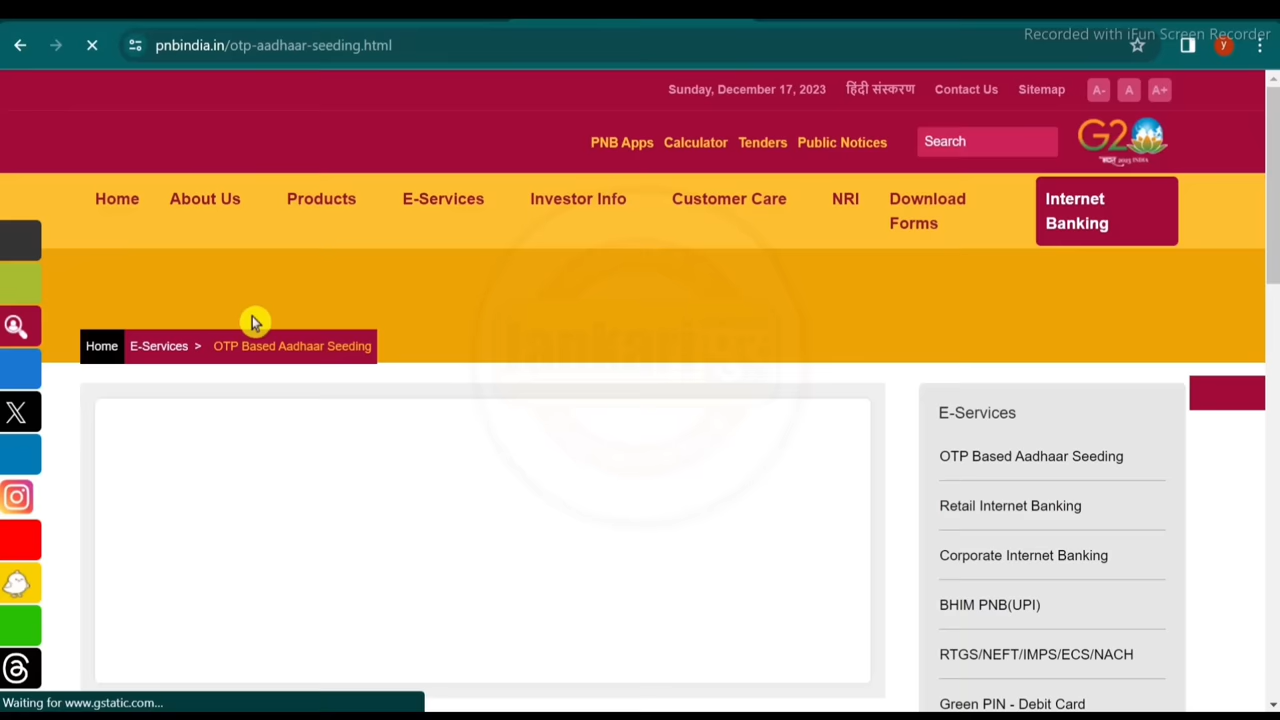 Recorded with iFun Screen Recorder
pnbindia.in/otp-aadhaar-seeding.html
y
Sunday, December 17, 2023 हिंदी संस्करण Contact Us Sitemap A- A A+
PNB Apps Calculator Tenders Public Notices Search G2
Home About Us Products E-Services Investor Info Customer Care NRI Download Forms Internet Banking
Home E-Services > OTP Based Aadhaar Seeding
E-Services
OTP Based Aadhaar Seeding
Retail Internet Banking
Corporate Internet Banking
BHIM PNB(UPI)
RTGS/NEFT/IMPS/ECS/NACH
Green PIN - Debit Card
Waiting for www.gstatic.com...